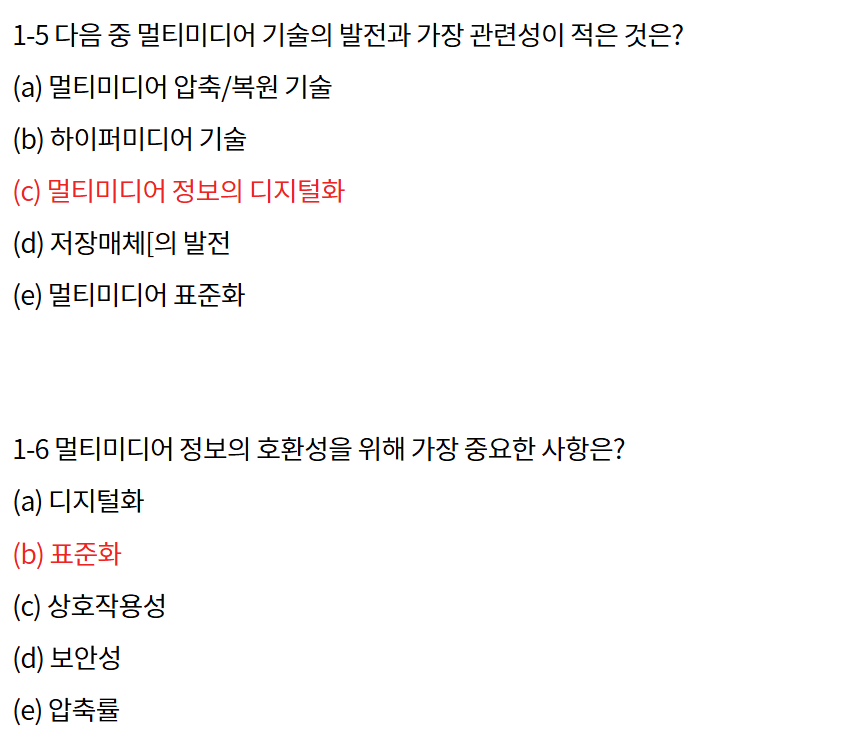 1-5 다음 중 멀티미디어 기술의 발전과 가장 관련성이 적은 것은?
(a) 멀티미디어 압축/복원 기술
(b) 하이퍼미디어 기술
(c) 멀티미디어 정보의 디지털화
(d) 저장매체[의 발전
(e) 멀티미디어 표준화
1-6 멀티미디어 정보의 호환성을 위해 가장 중요한 사항은?
(a) 디지털화
(b) 표준화
(c) 상호작용성
(d) 보안성
(e) 압축률